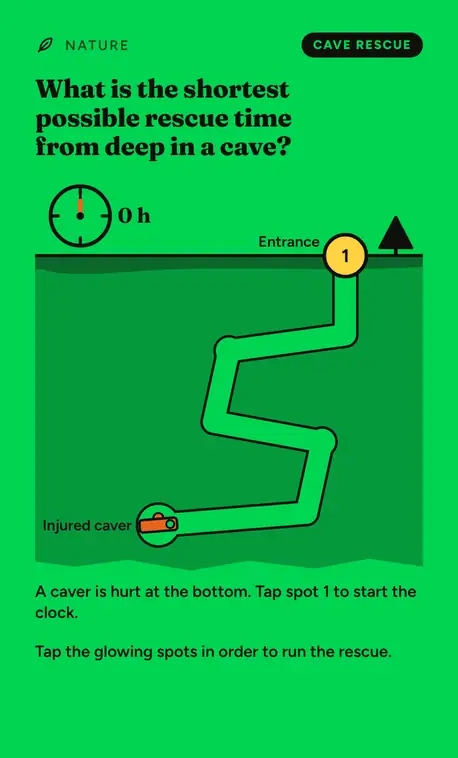 NATURE
CAVE RESCUE
What is the shortest
possible rescue time
from deep in a cave?
0 h
Entrance
1
Injured caver
A caver is hurt at the bottom. Tap spot 1 to start the
clock.
Tap the glowing spots in order to run the rescue.